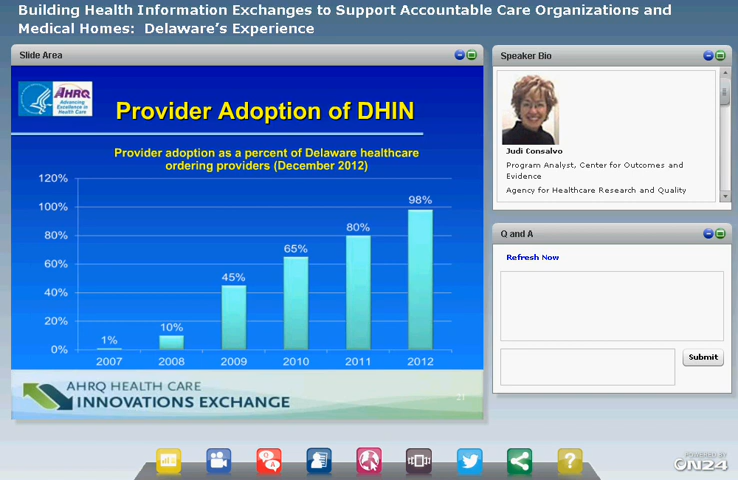 Building Health Information Exchanges to Support Accountable Care Organizations and
Medical Homes: Delaware's Experience
Slide Area
AHRQ
Advancing
Excellence in
Health Care
Provider Adoption of DHIN
Provider adoption as a percent of Delaware healthcare
ordering providers (December 2012)
120%
100%
80%
60%
40%
20%
0%
1%
10%
45%
65%
80%
98%
2007
2008
2009
2010
2011
2012
AHRQ HEALTH CARE
INNOVATIONS EXCHANGE
21
Speaker Bio
Judi Consalvo
Program Analyst, Center for Outcomes and
Evidence
Agency for Healthcare Research and Quality
Q and A
Refresh Now
Submit
Q
A
?
POWERED BY
ON24